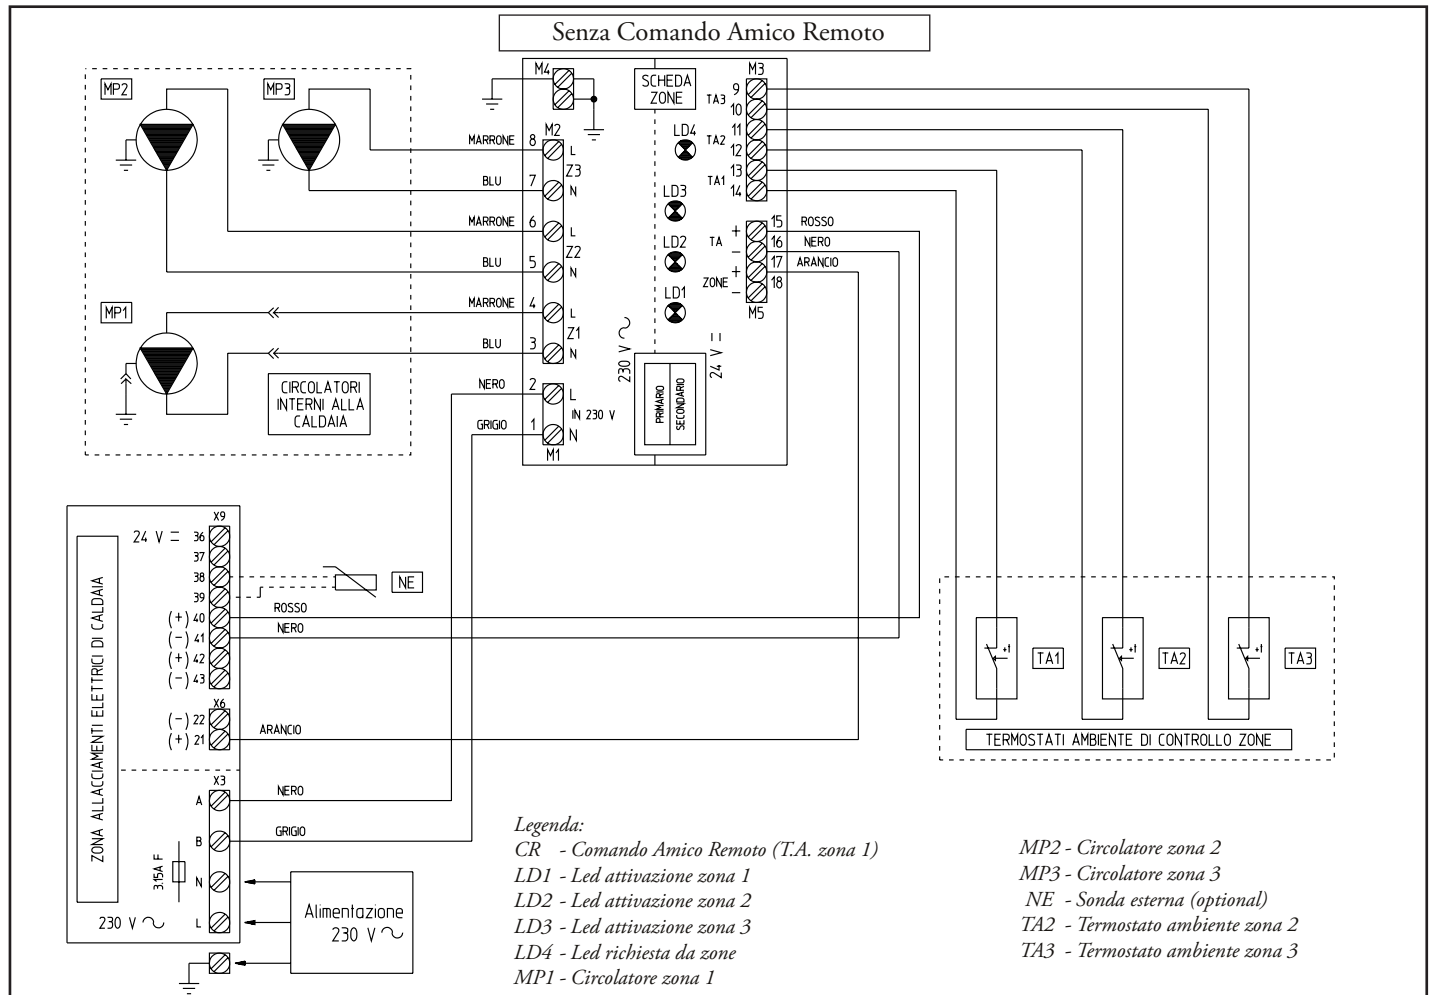 Senza Comando Amico Remoto
MP2
MP3
MP1
CIRCOLATORI
INTERNI ALLA
CALDAIA
M4
SCHEDA
ZONE
M3
9
TA3
10
11
TA2
12
13
TA1
14
LD4
LD3
LD2
LD1
M2
MARRONE 8 L
Z3
BLU 7 N
MARRONE 6 L
Z2
BLU 5 N
MARRONE 4 L
Z1
BLU 3 N
NERO 2 L
IN 230 V
GRIGIO 1 N
M1
15 ROSSO
+
TA
16 NERO
-
17 ARANCIO
+
ZONE
18
-
M5
230 V
24 V
PRIMARIO
SECONDARIO
ZONA ALLACCIAMENTI ELETTRICI DI CALDAIA
X9
24 V
36
37
38
39
(+) 40
(-) 41
(+) 42
(-) 43
X6
(-) 22
(+) 21
X3
A
B
N
L
3.15A F
230 V
NE
ROSSO
NERO
ARANCIO
NERO
GRIGIO
Alimentazione
230 V
+t
TA1
+t
TA2
+t
TA3
TERMOSTATI AMBIENTE DI CONTROLLO ZONE
Legenda:
CR - Comando Amico Remoto (T.A. zona 1)
LD1 - Led attivazione zona 1
LD2 - Led attivazione zona 2
LD3 - Led attivazione zona 3
LD4 - Led richiesta da zone
MP1 - Circolatore zona 1
MP2 - Circolatore zona 2
MP3 - Circolatore zona 3
NE - Sonda esterna (optional)
TA2 - Termostato ambiente zona 2
TA3 - Termostato ambiente zona 3